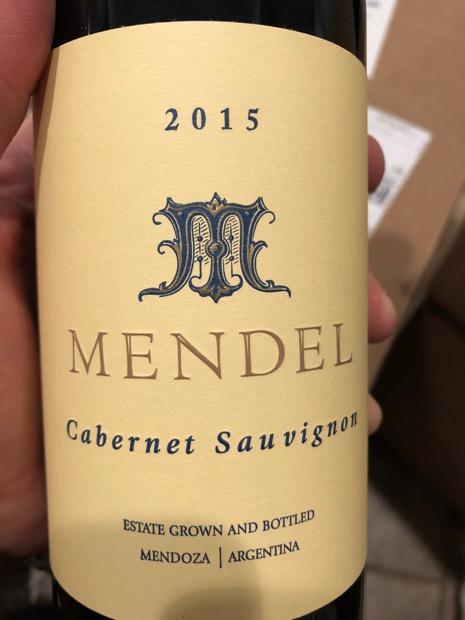 2015
M
MENDEL
Cabernet Sauvignon
ESTATE GROWN AND BOTTLED
MENDOZA | ARGENTINA